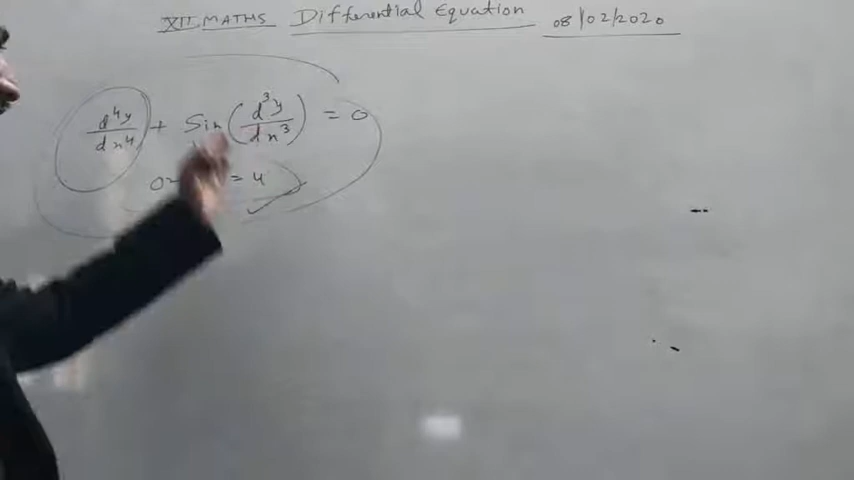 XII MATHS Differential Equation 08/02/2020
d⁴y/dx⁴ + Sin (d³y/dx³) = 0
= 4